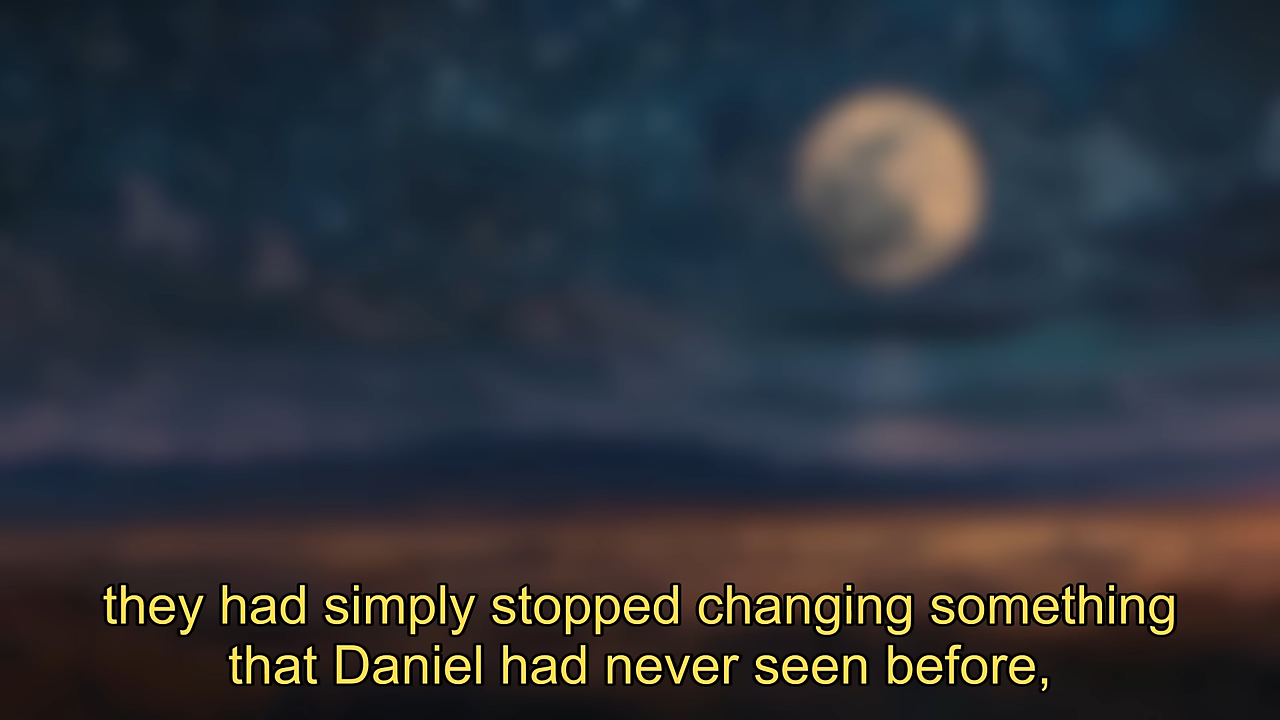 they had simply stopped changing something
that Daniel had never seen before,